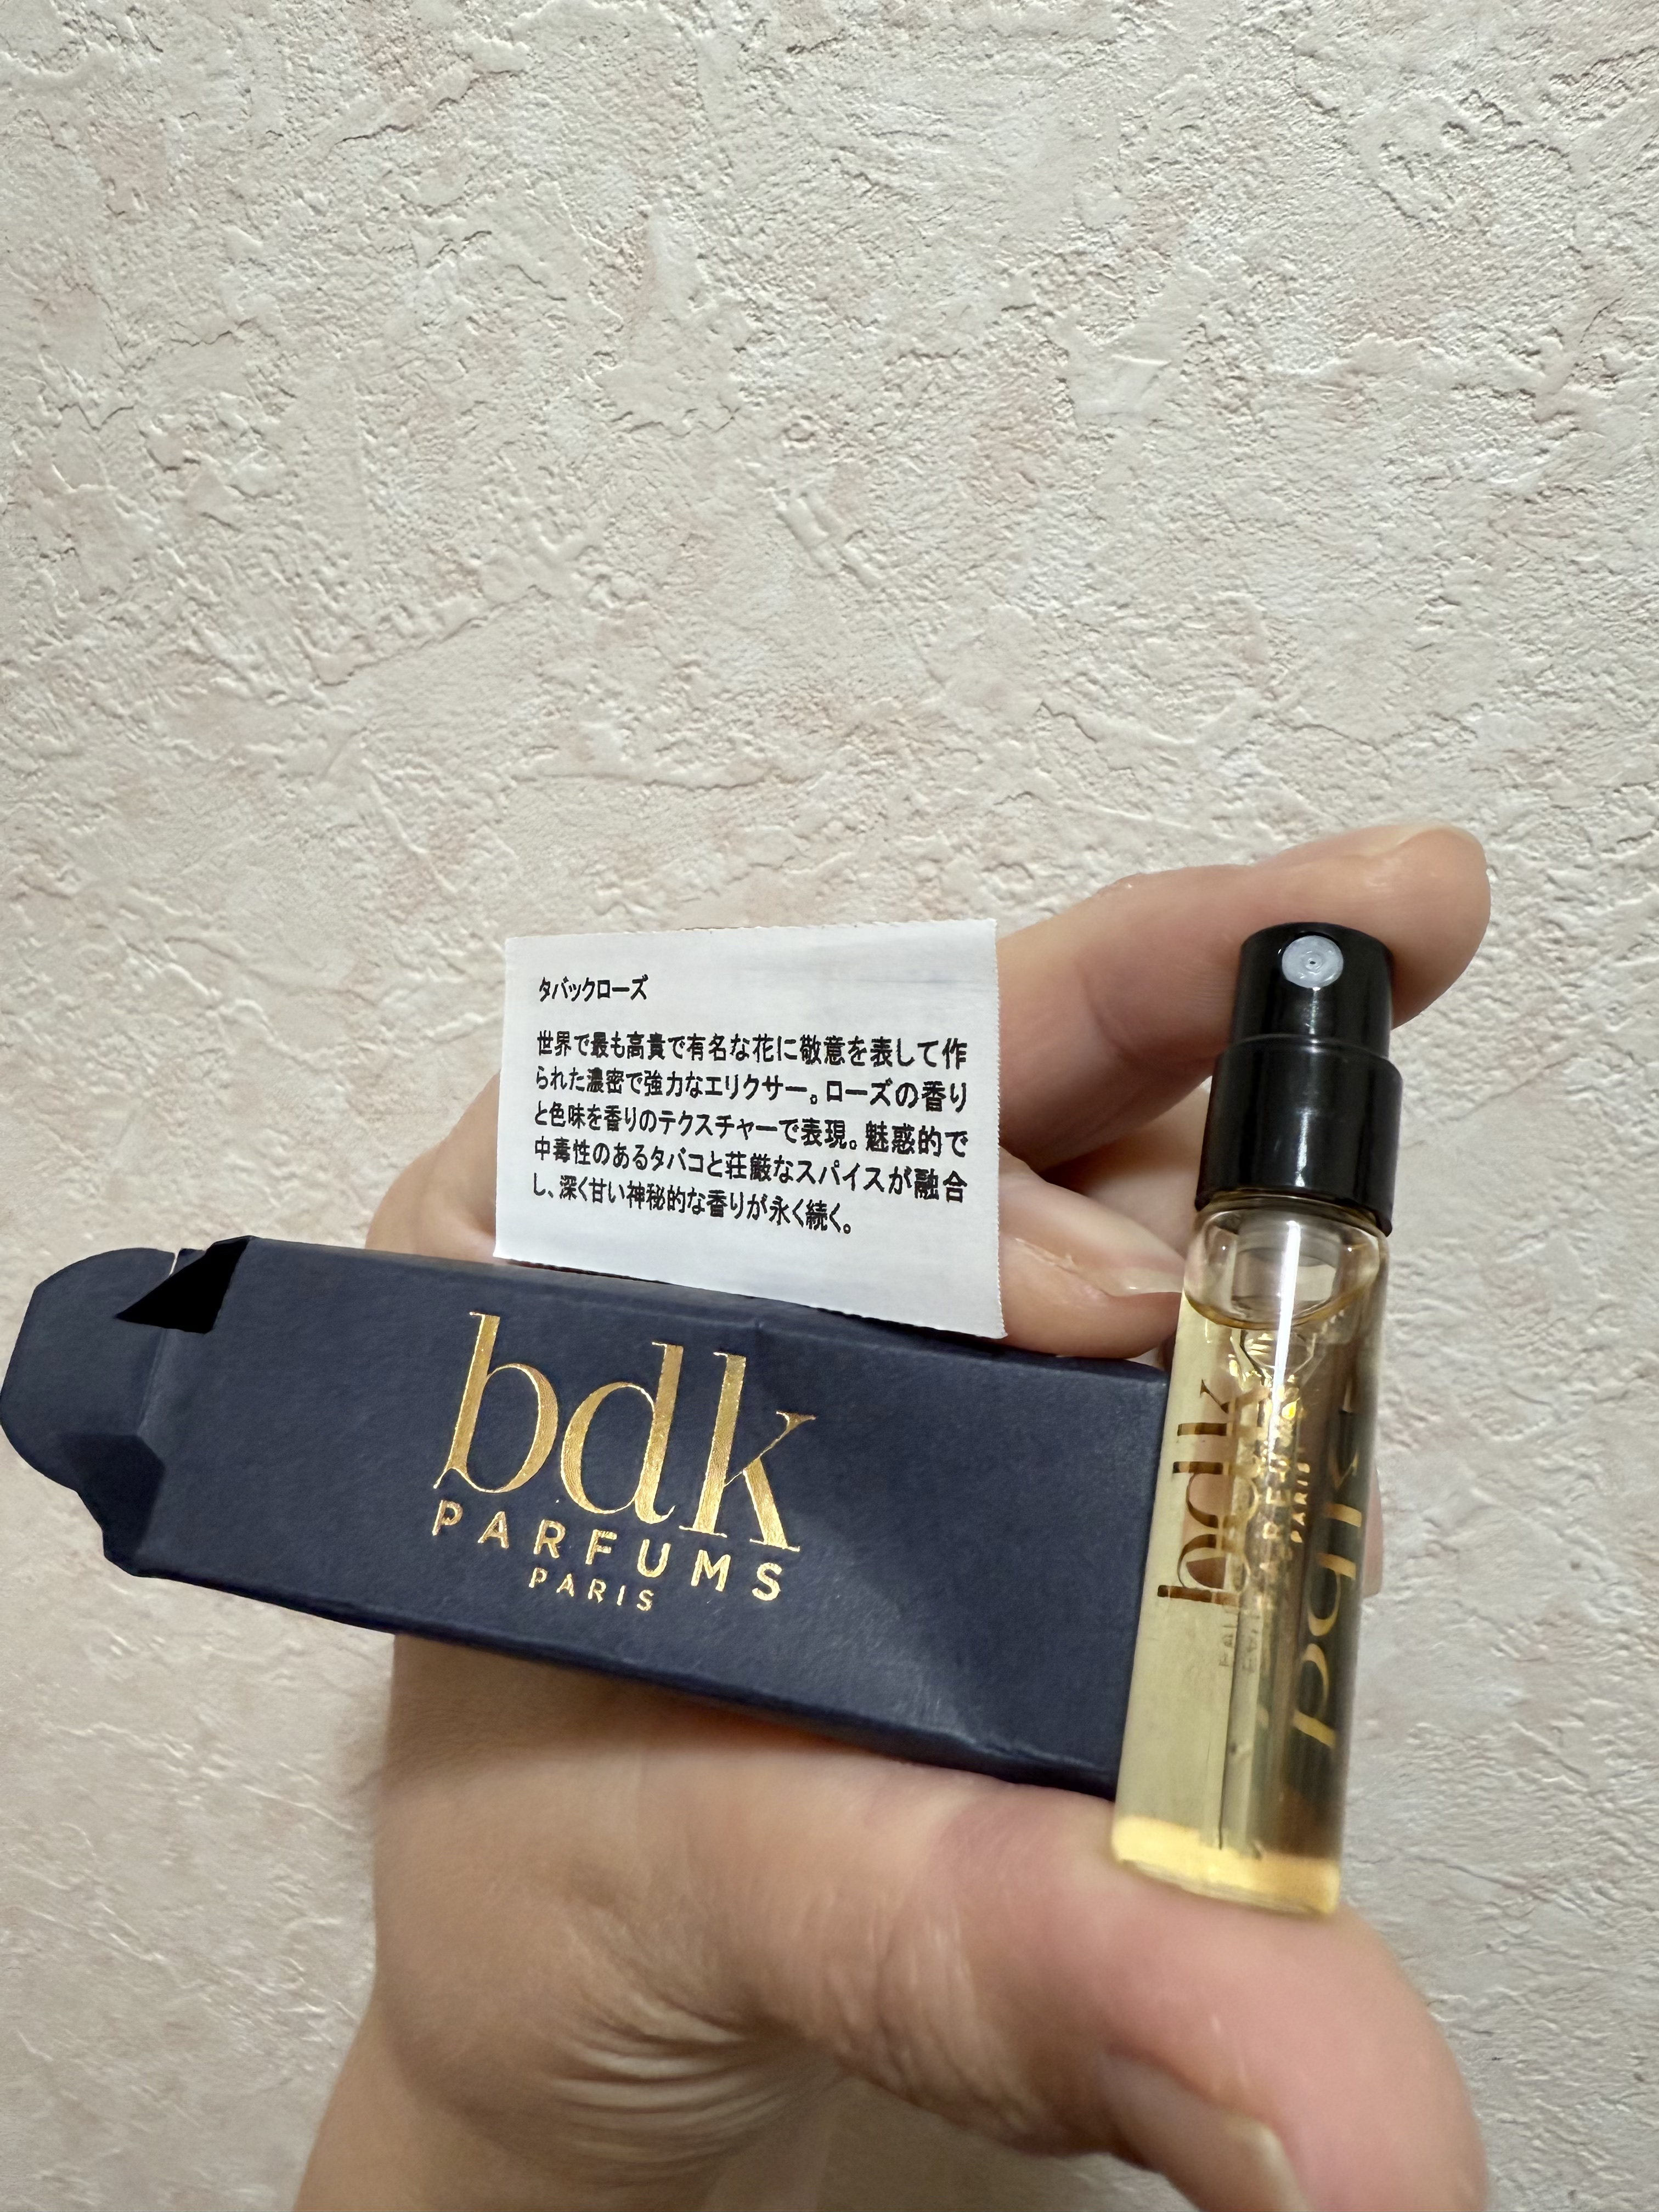 タバックローズ
世界で最も高貴で有名な花に敬意を表して作
られた濃密で強力なエリクサー。ローズの香り
と色味を香りのテクスチャーで表現。魅惑的で
中毒性のあるタバコと荘厳なスパイスが融合
し、深く甘い神秘的な香りが永く続く。
bdk
PARFUMS
PARIS
bdk
PARFUMS
PARIS